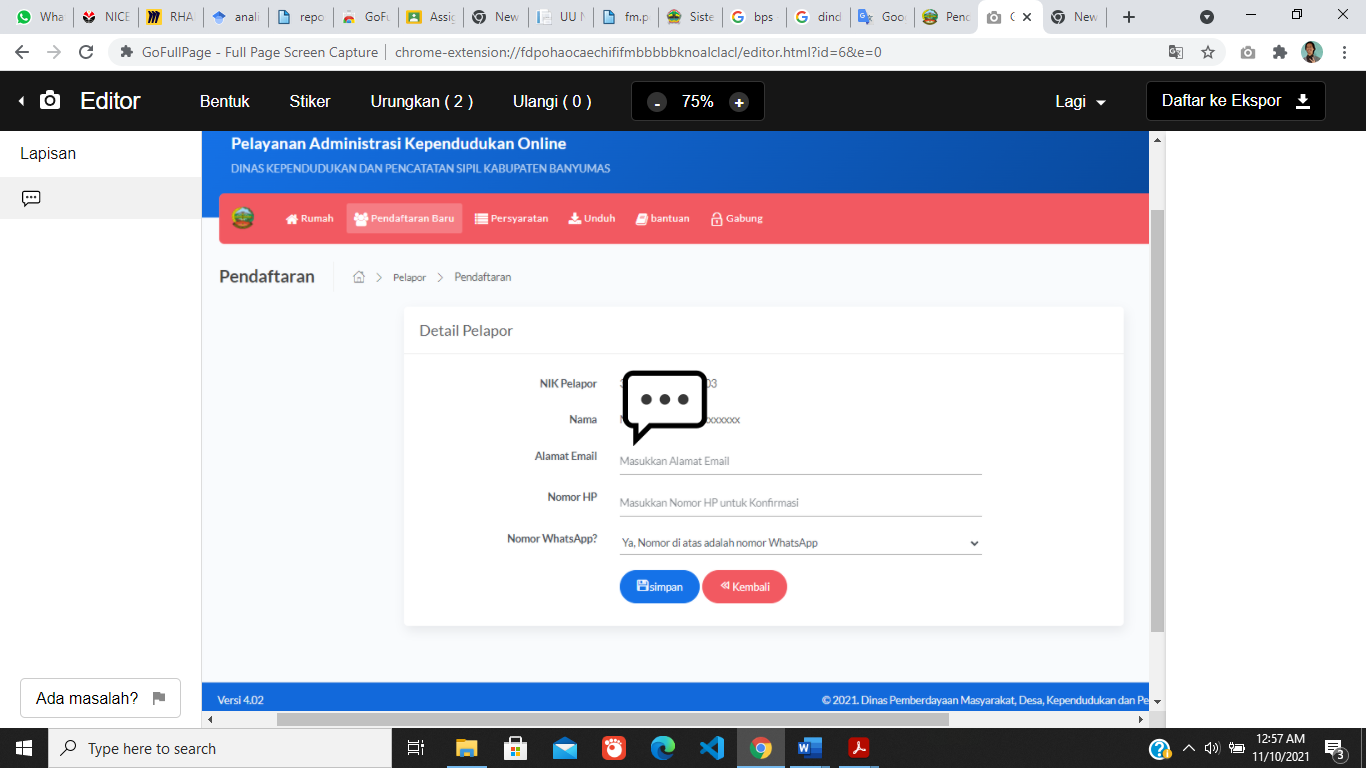 Wha
NICE
RHA
anali
repo
GoFu
Assig
New
UU N
fm.p
Siste
bps
dind
Goo
Penc
New
GoFullPage - Full Page Screen Capture
chrome-extension://fdpohaocaechififmbbbbbknoalclacl/editor.html?id=6&e=0
Editor
Bentuk
Stiker
Urungkan ( 2 )
Ulangi ( 0 )
- 75% +
Lagi
Daftar ke Ekspor
Lapisan
Pelayanan Administrasi Kependudukan Online
DINAS KEPENDUDUKAN DAN PENCATATAN SIPIL KABUPATEN BANYUMAS
Rumah
Pendaftaran Baru
Persyaratan
Unduh
bantuan
Gabung
Pendaftaran
Pelapor
Pendaftaran
Detail Pelapor
NIK Pelapor
03
Nama
xxxxxx
Alamat Email
Masukkan Alamat Email
Nomor HP
Masukkan Nomor HP untuk Konfirmasi
Nomor WhatsApp?
Ya, Nomor di atas adalah nomor WhatsApp
simpan
Kembali
Ada masalah?
Versi 4.02
© 2021. Dinas Pemberdayaan Masyarakat, Desa, Kependudukan dan Pe
Type here to search
12:57 AM
11/10/2021
3